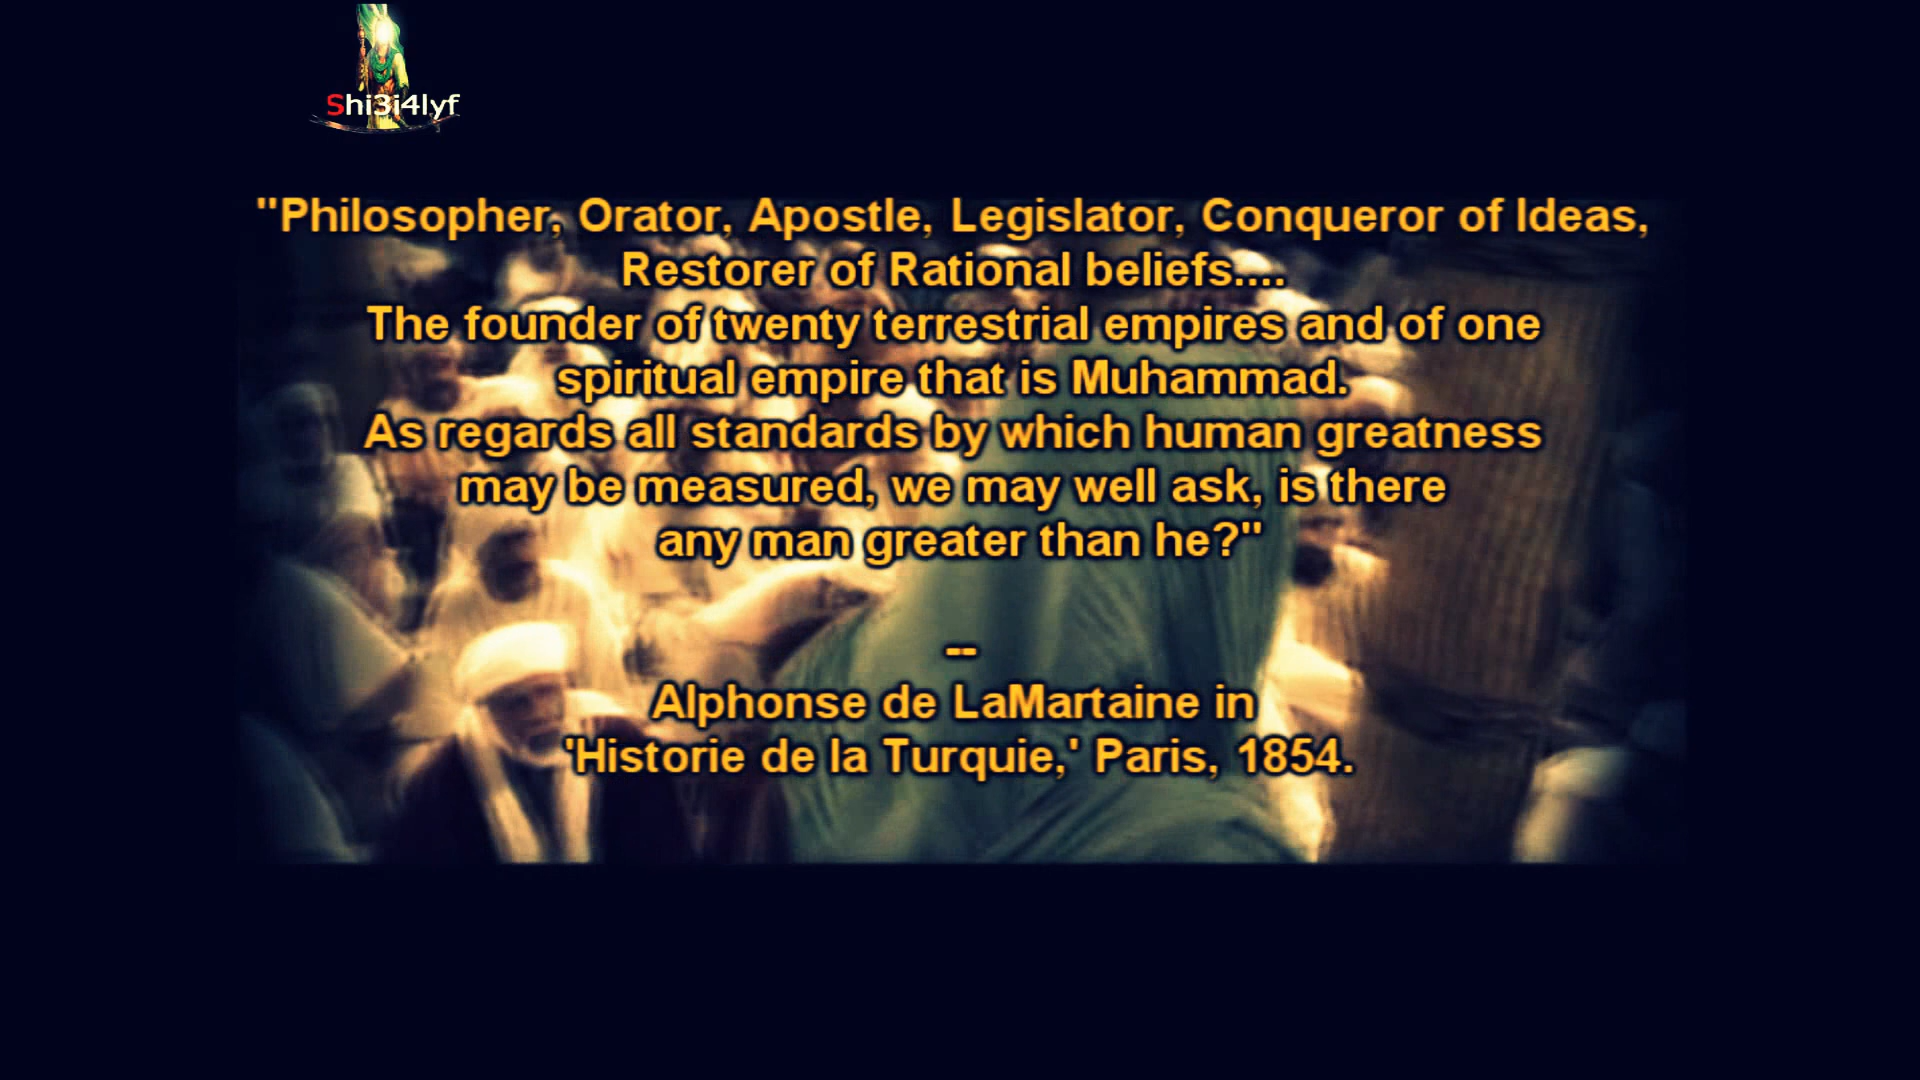 Shi3i4lyf
"Philosopher, Orator, Apostle, Legislator, Conqueror of Ideas,
Restorer of Rational beliefs....
The founder of twenty terrestrial empires and of one
spiritual empire that is Muhammad.
As regards all standards by which human greatness
may be measured, we may well ask, is there
any man greater than he?"
--
Alphonse de LaMartaine in
'Historie de la Turquie,' Paris, 1854.